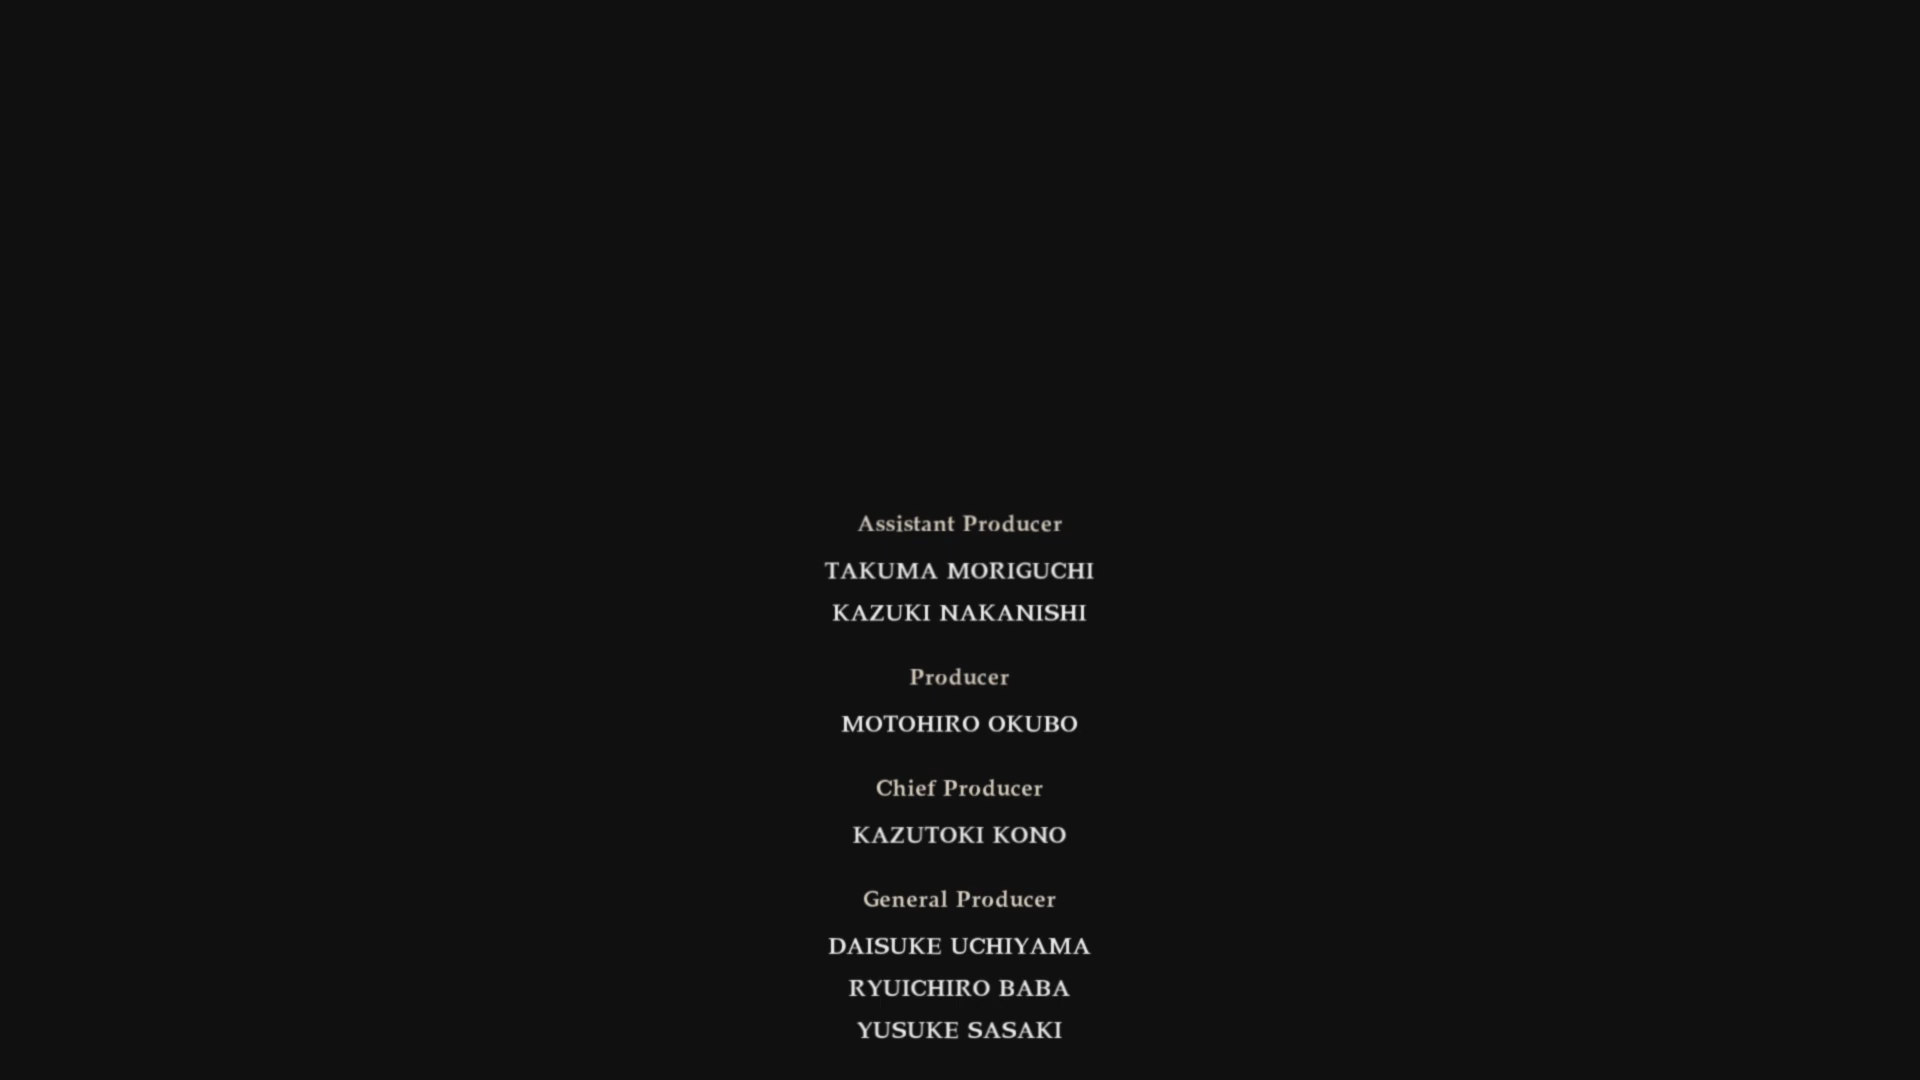 Assistant Producer
TAKUMA MORIGUCHI
KAZUKI NAKANISHI
Producer
MOTOHIRO OKUBO
Chief Producer
KAZUTOKI KONO
General Producer
DAISUKE UCHIYAMA
RYUICHIRO BABA
YUSUKE SASAKI